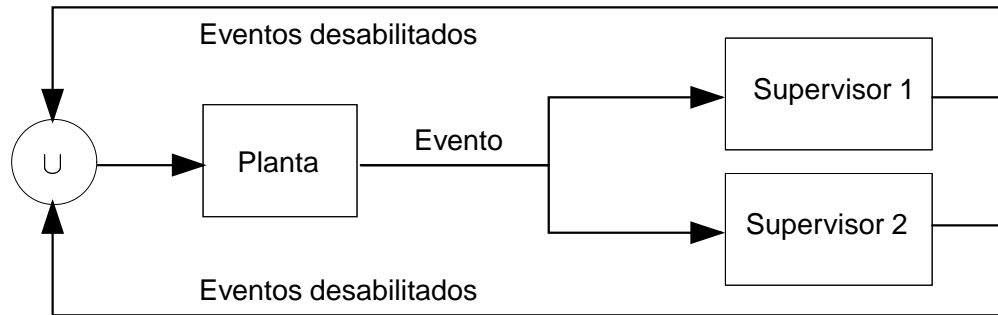 Eventos desabilitados
Supervisor 1
Evento
∪
Planta
Supervisor 2
Eventos desabilitados